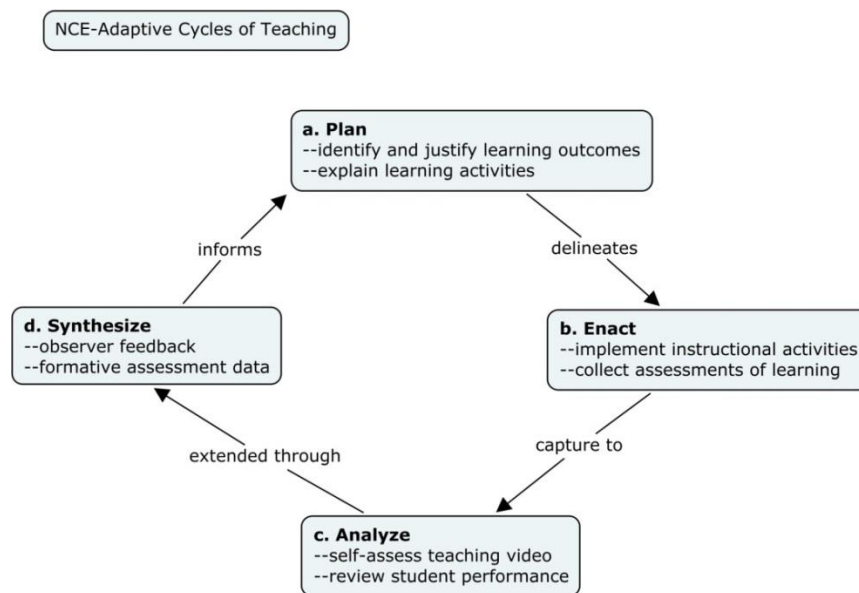 NCE-Adaptive Cycles of Teaching
a. Plan
--identify and justify learning outcomes
--explain learning activities
informs
delineates
d. Synthesize
--observer feedback
--formative assessment data
b. Enact
--implement instructional activities
--collect assessments of learning
extended through
capture to
c. Analyze
--self-assess teaching video
--review student performance